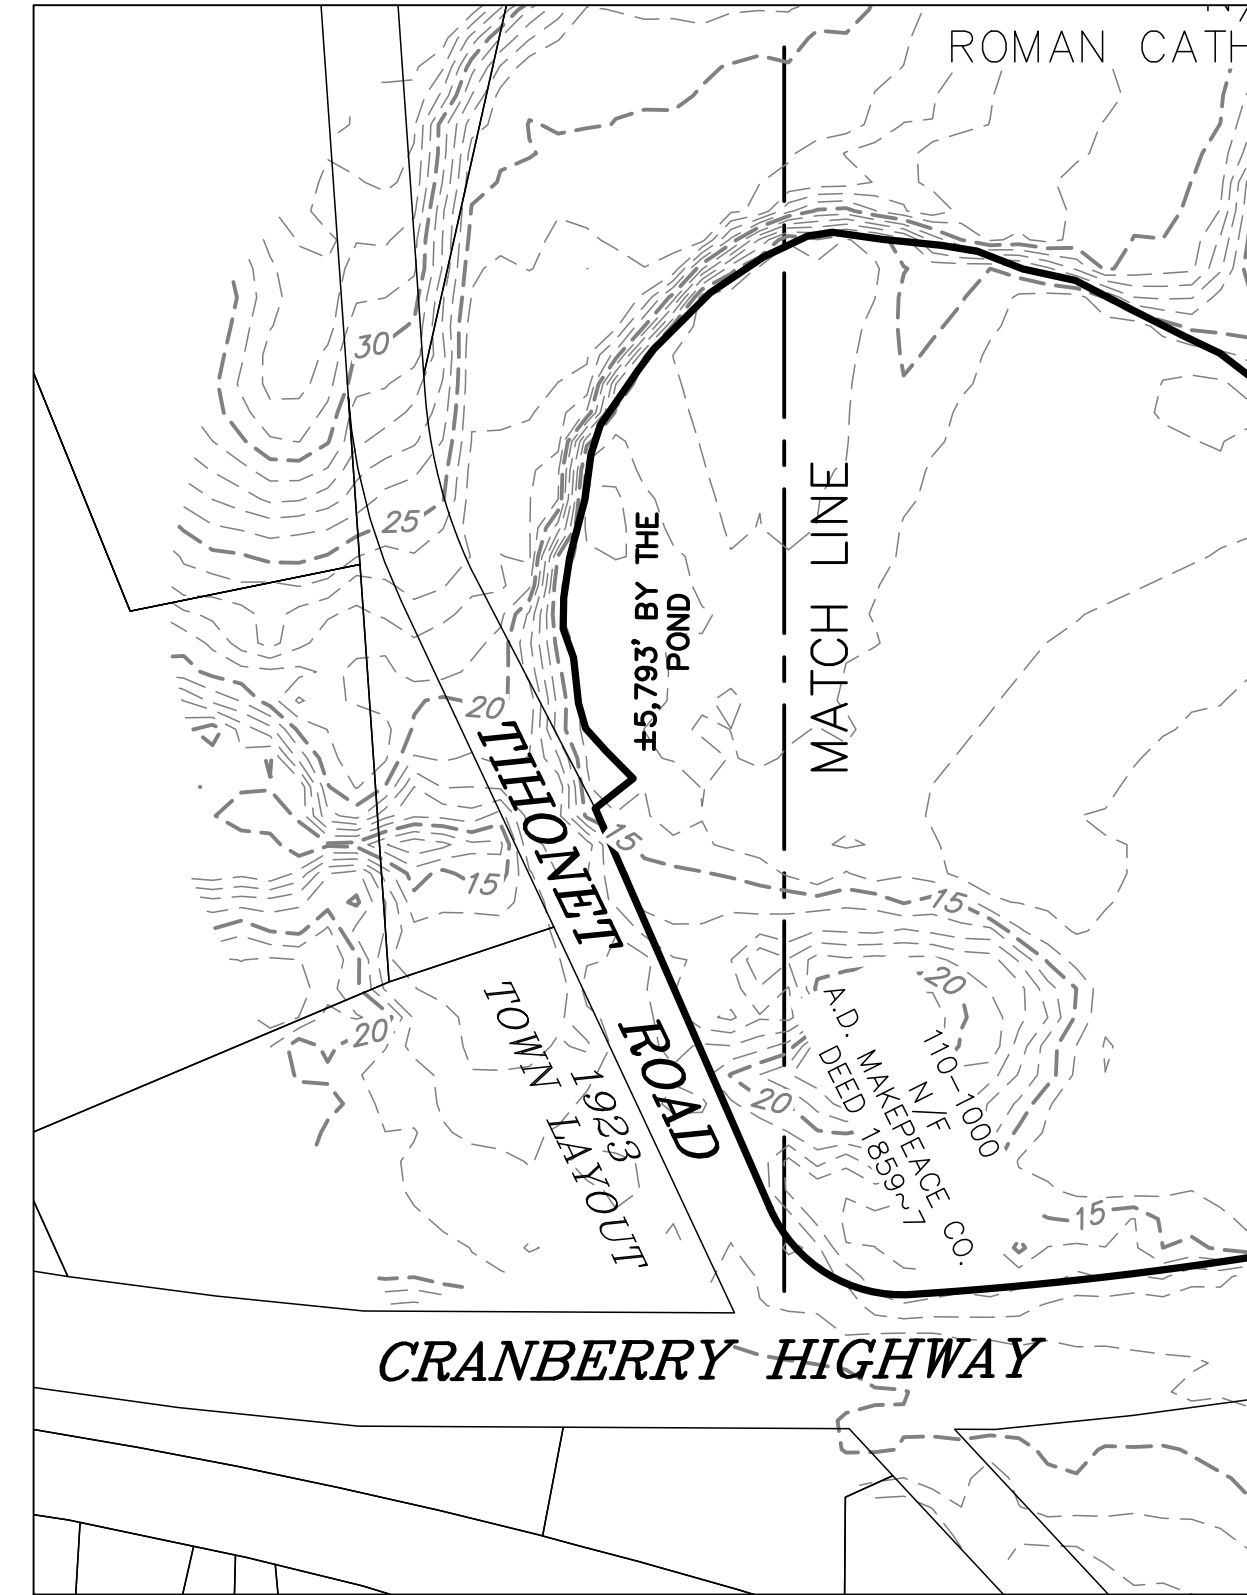 ROMAN CATH
30
25
±5,793' BY THE
POND
MATCH LINE
20
TIHONET ROAD
15
15
15
20
20
20
TOWN LAYOUT
1923
110-1000
N/F
A.D. MAKEPEACE CO.
DEED 1859~7
15
CRANBERRY HIGHWAY